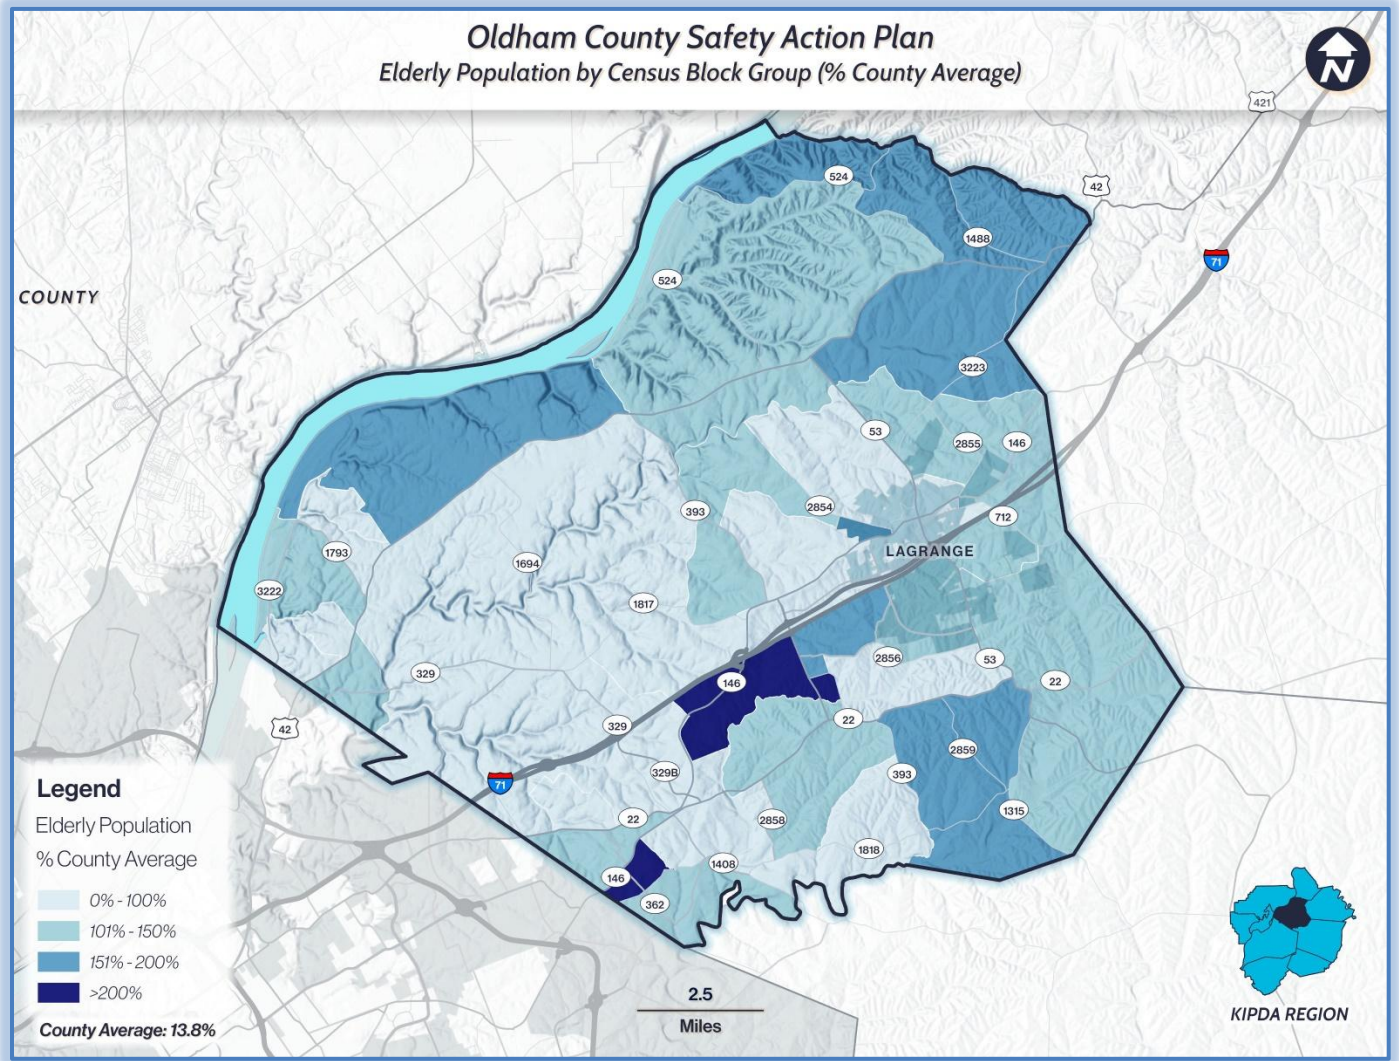 Oldham County Safety Action Plan
Elderly Population by Census Block Group (% County Average)
N
421
524
42
1488
71
524
COUNTY
3223
53
2855
146
393
2854
712
1793
LAGRANGE
1694
3222
1817
2856
53
329
146
22
42
329
22
2859
329B
393
71
Legend
1315
Elderly Population
22
2858
% County Average
1818
1408
146
0% - 100%
362
101% - 150%
151% - 200%
>200%
2.5
KIPDA REGION
Miles
County Average: 13.8%